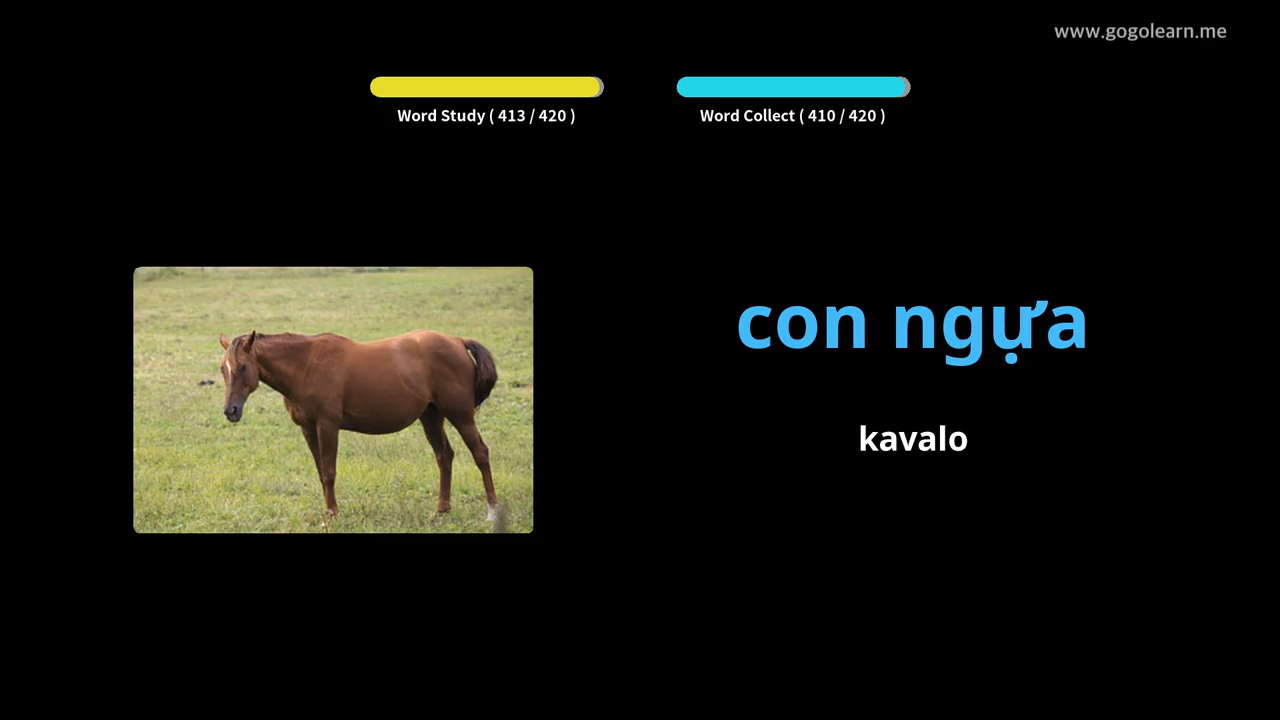 www.gogolearn.me
Word Study ( 413 / 420 )
Word Collect ( 410 / 420 )
con ngựa
kavalo